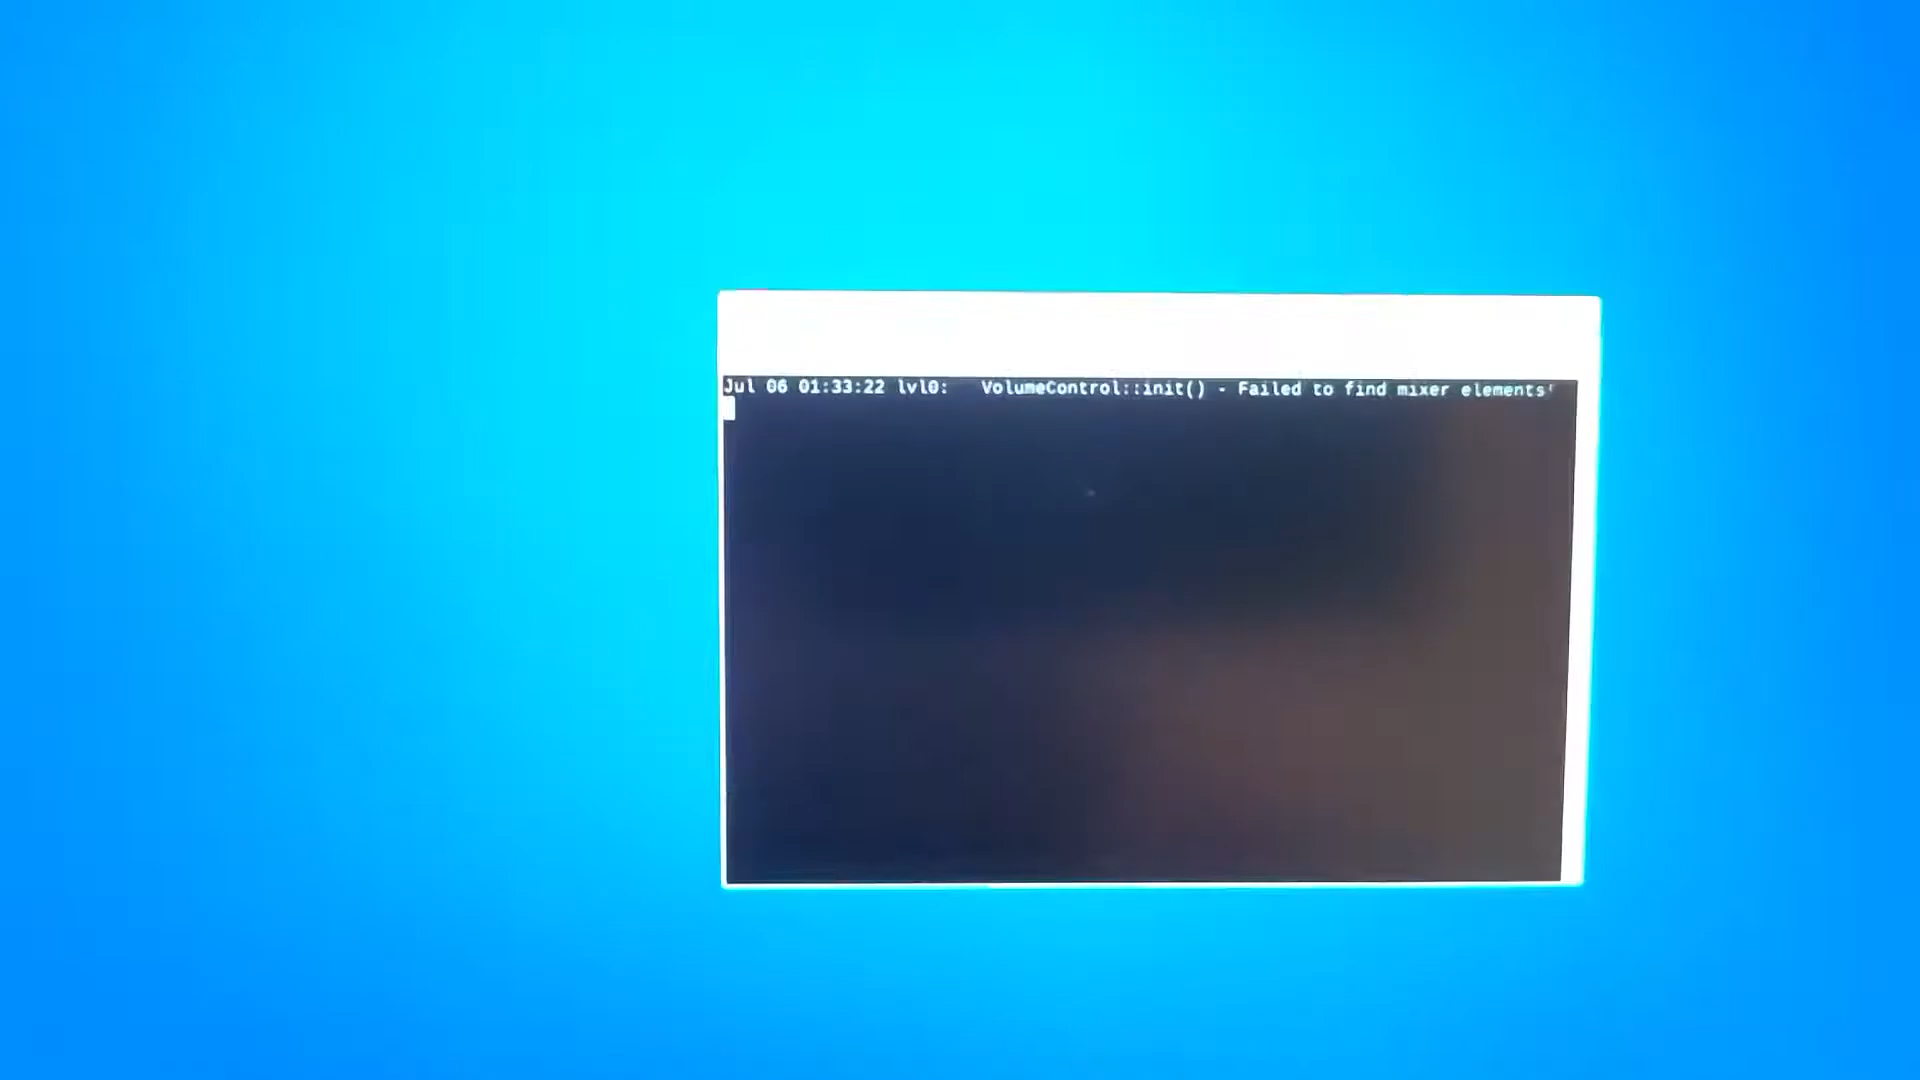 Jul 06 01:33:22 lvl0: VolumeControl::init() - Failed to find mixer elements!